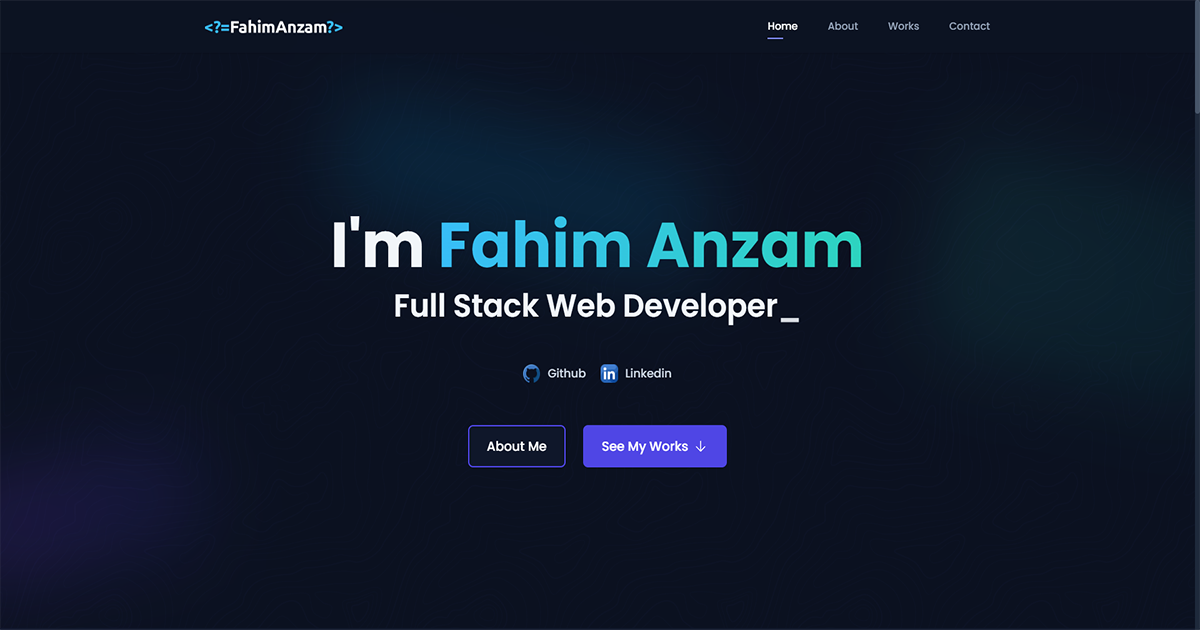 <?=FahimAnzam?>
Home About Works Contact
I'm Fahim Anzam
Full Stack Web Developer_
Github Linkedin
About Me See My Works ↓